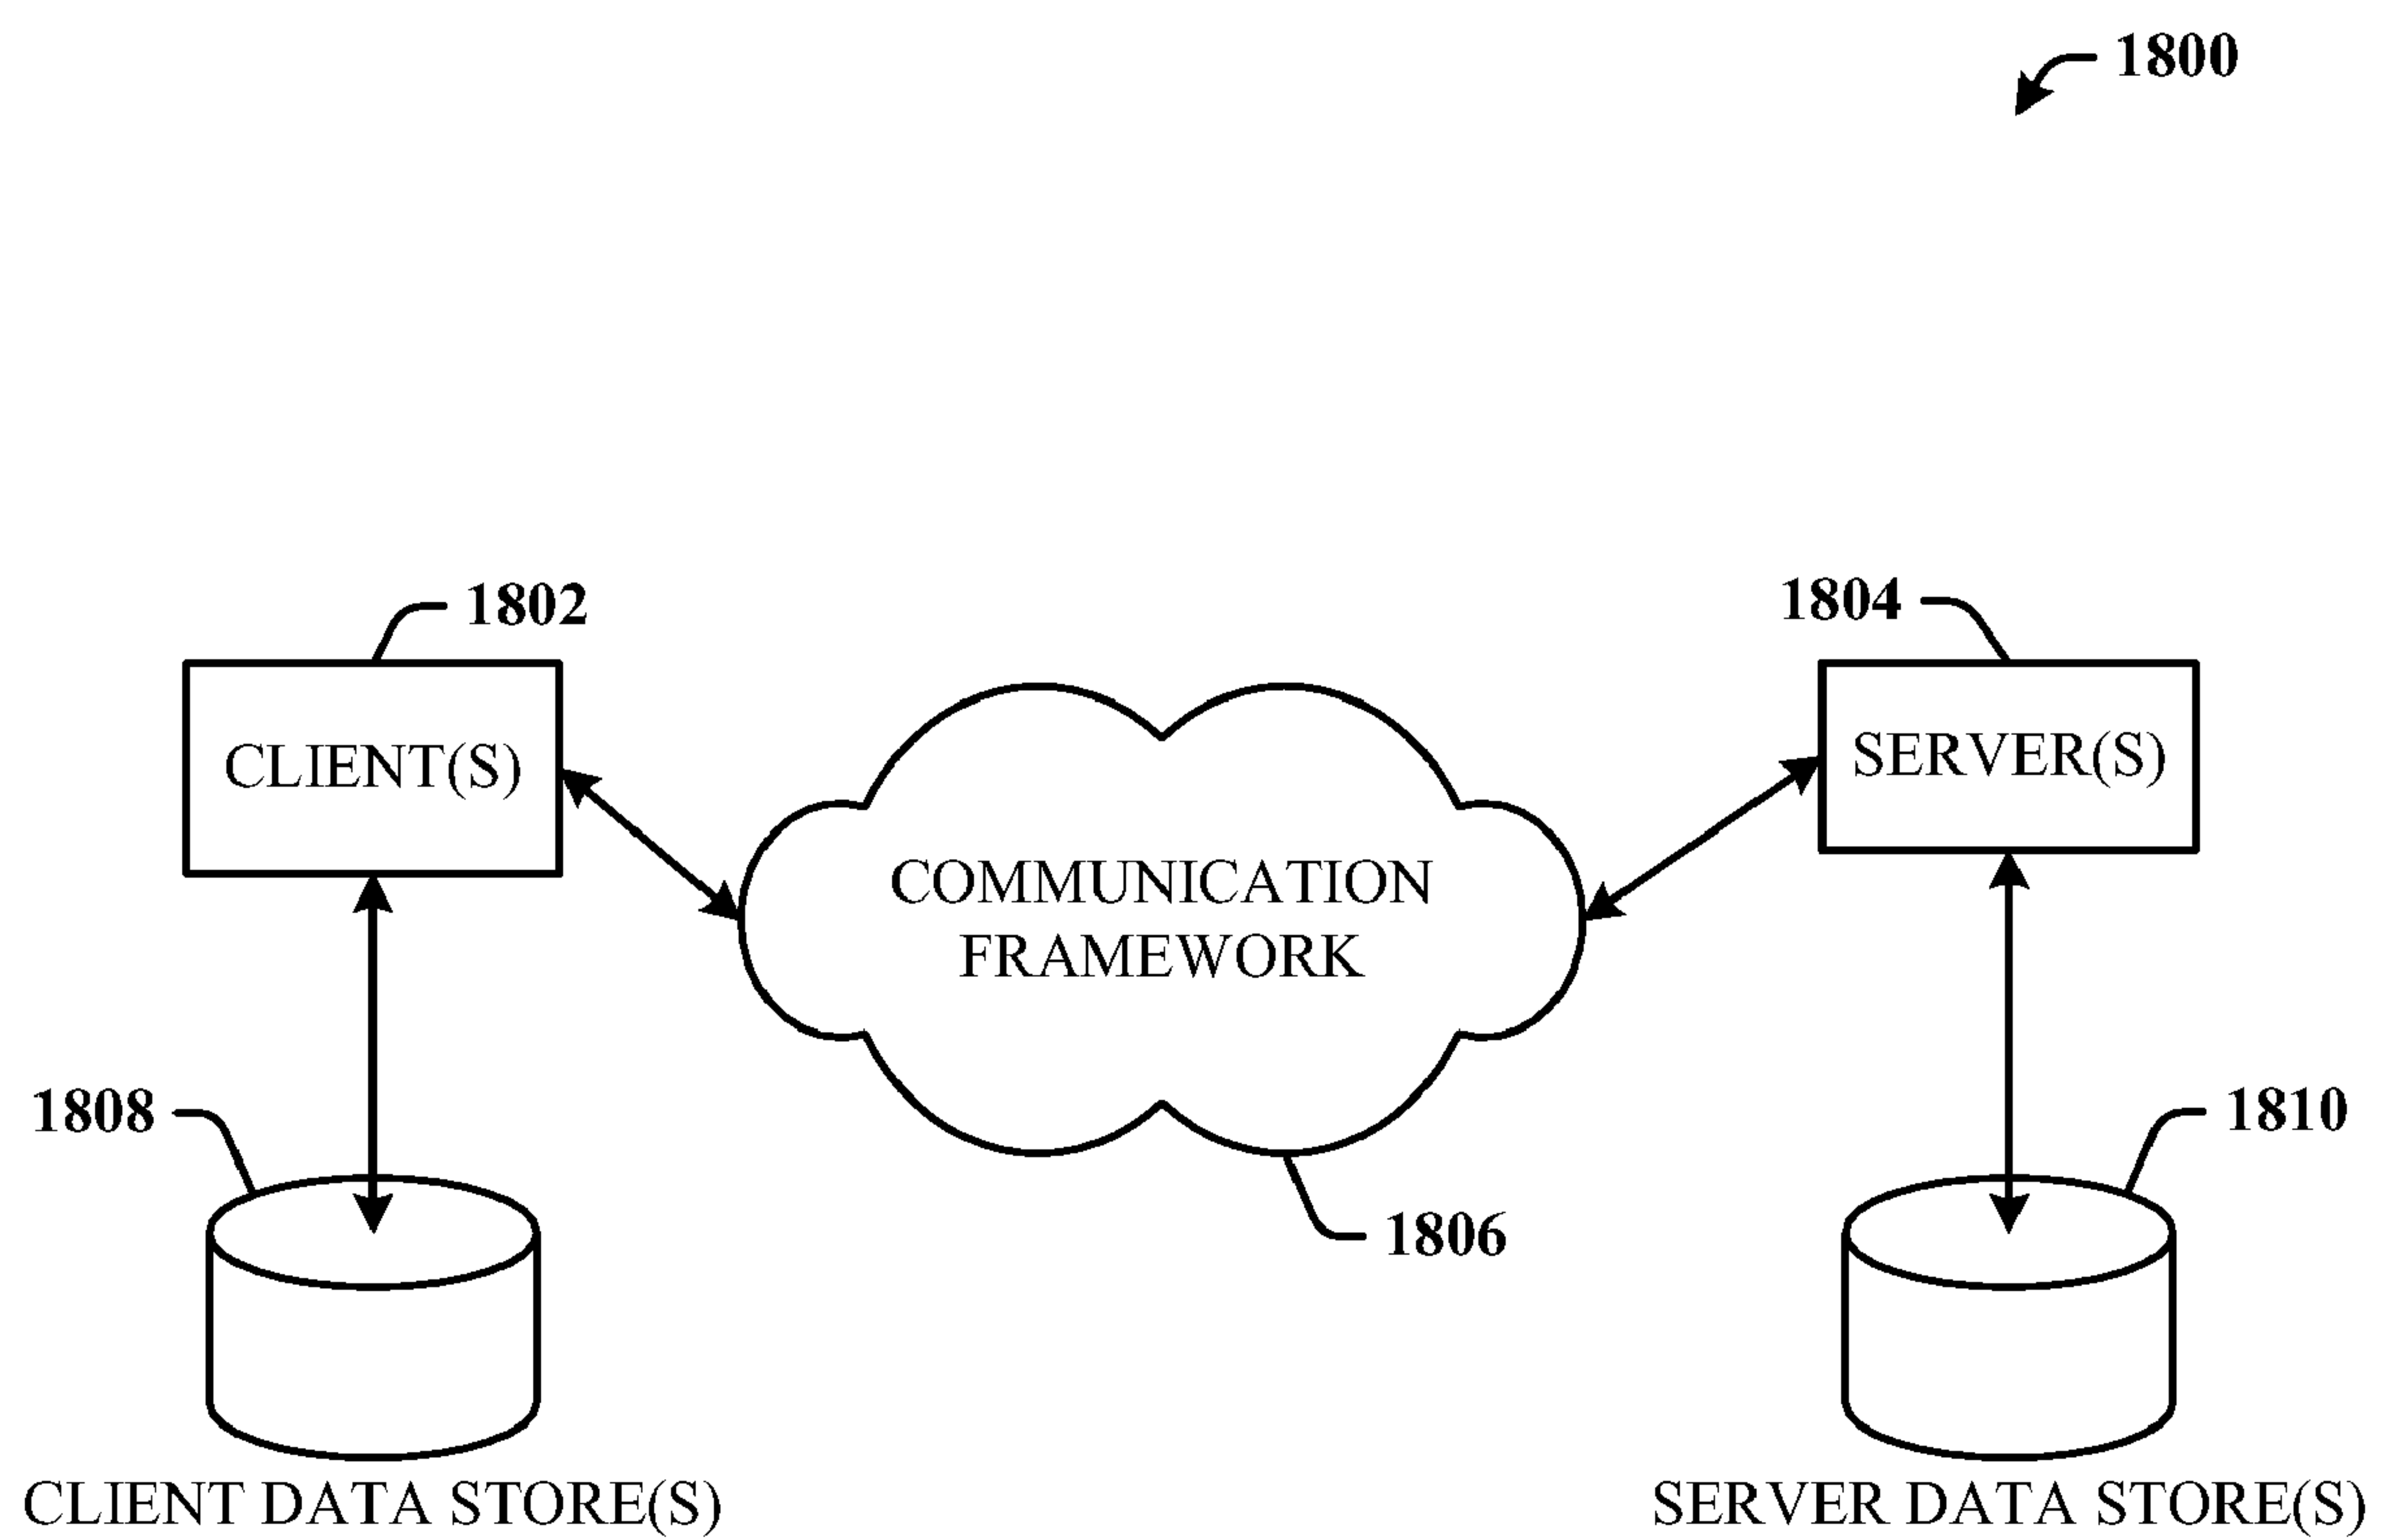 1800
1802
1804
CLIENT(S)
SERVER(S)
COMMUNICATION
FRAMEWORK
1808
1810
1806
CLIENT DATA STORE(S)
SERVER DATA STORE(S)